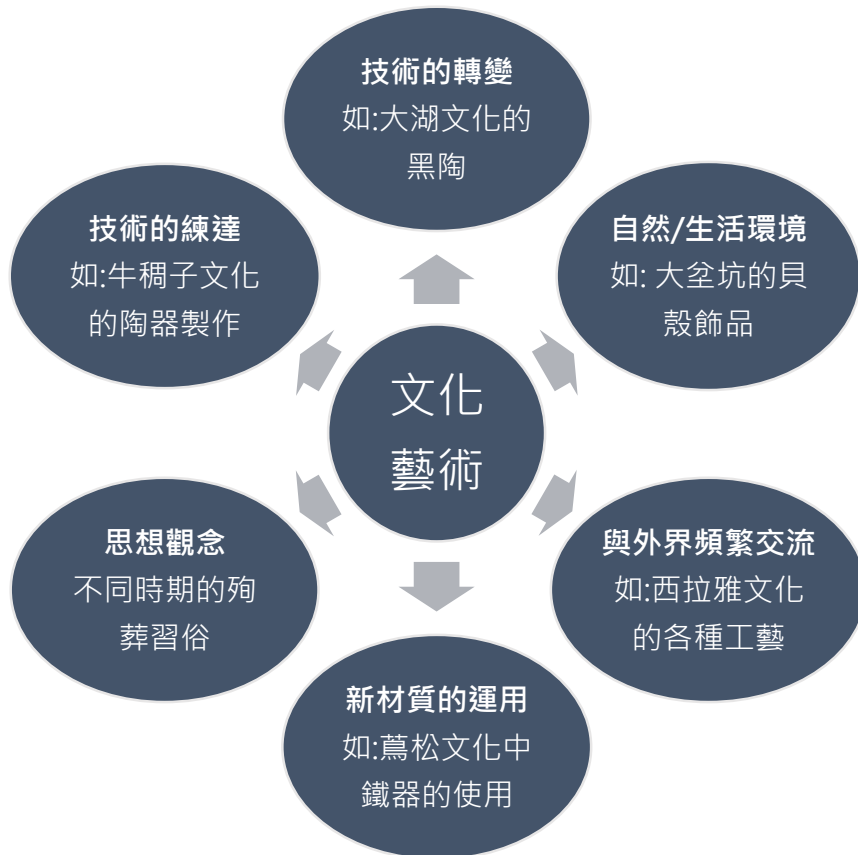 技術的轉變
如:大湖文化的
黑陶
技術的練達
如:牛稠子文化
的陶器製作
自然/生活環境
如: 大坌坑的貝
殼飾品
文化
藝術
思想觀念
不同時期的殉
葬習俗
與外界頻繁交流
如:西拉雅文化
的各種工藝
新材質的運用
如:蔦松文化中
鐵器的使用